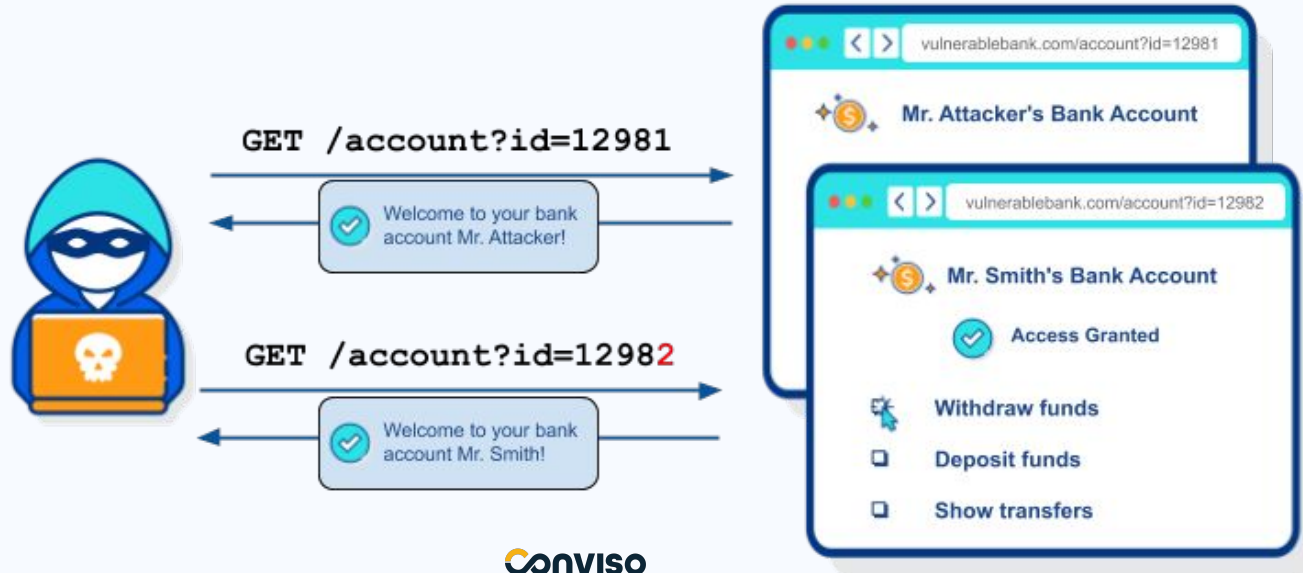 GET /account?id=12981
Welcome to your bank
account Mr. Attacker!
GET /account?id=12982
Welcome to your bank
account Mr. Smith!
vulnerablebank.com/account?id=12981
Mr. Attacker's Bank Account
vulnerablebank.com/account?id=12982
Mr. Smith's Bank Account
Access Granted
Withdraw funds
Deposit funds
Show transfers
Conviso